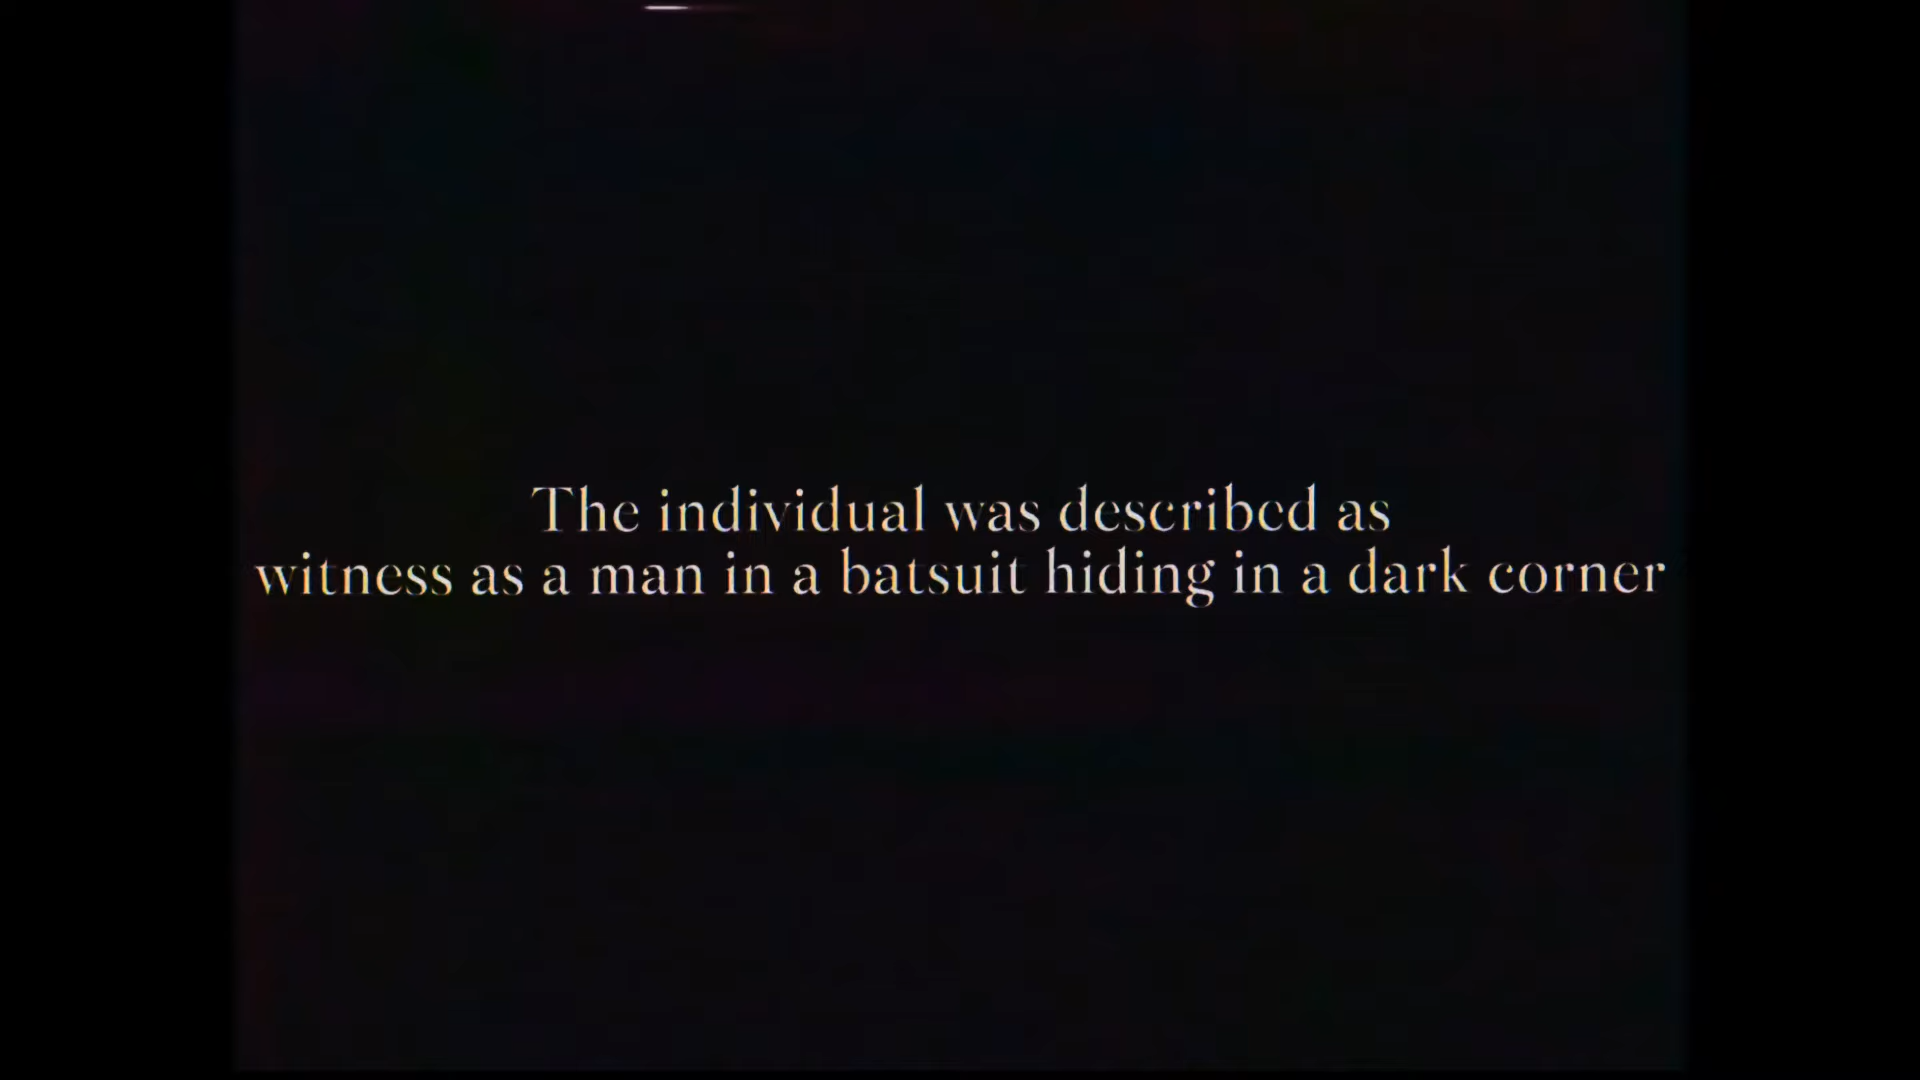 The individual was described as
witness as a man in a batsuit hiding in a dark corner